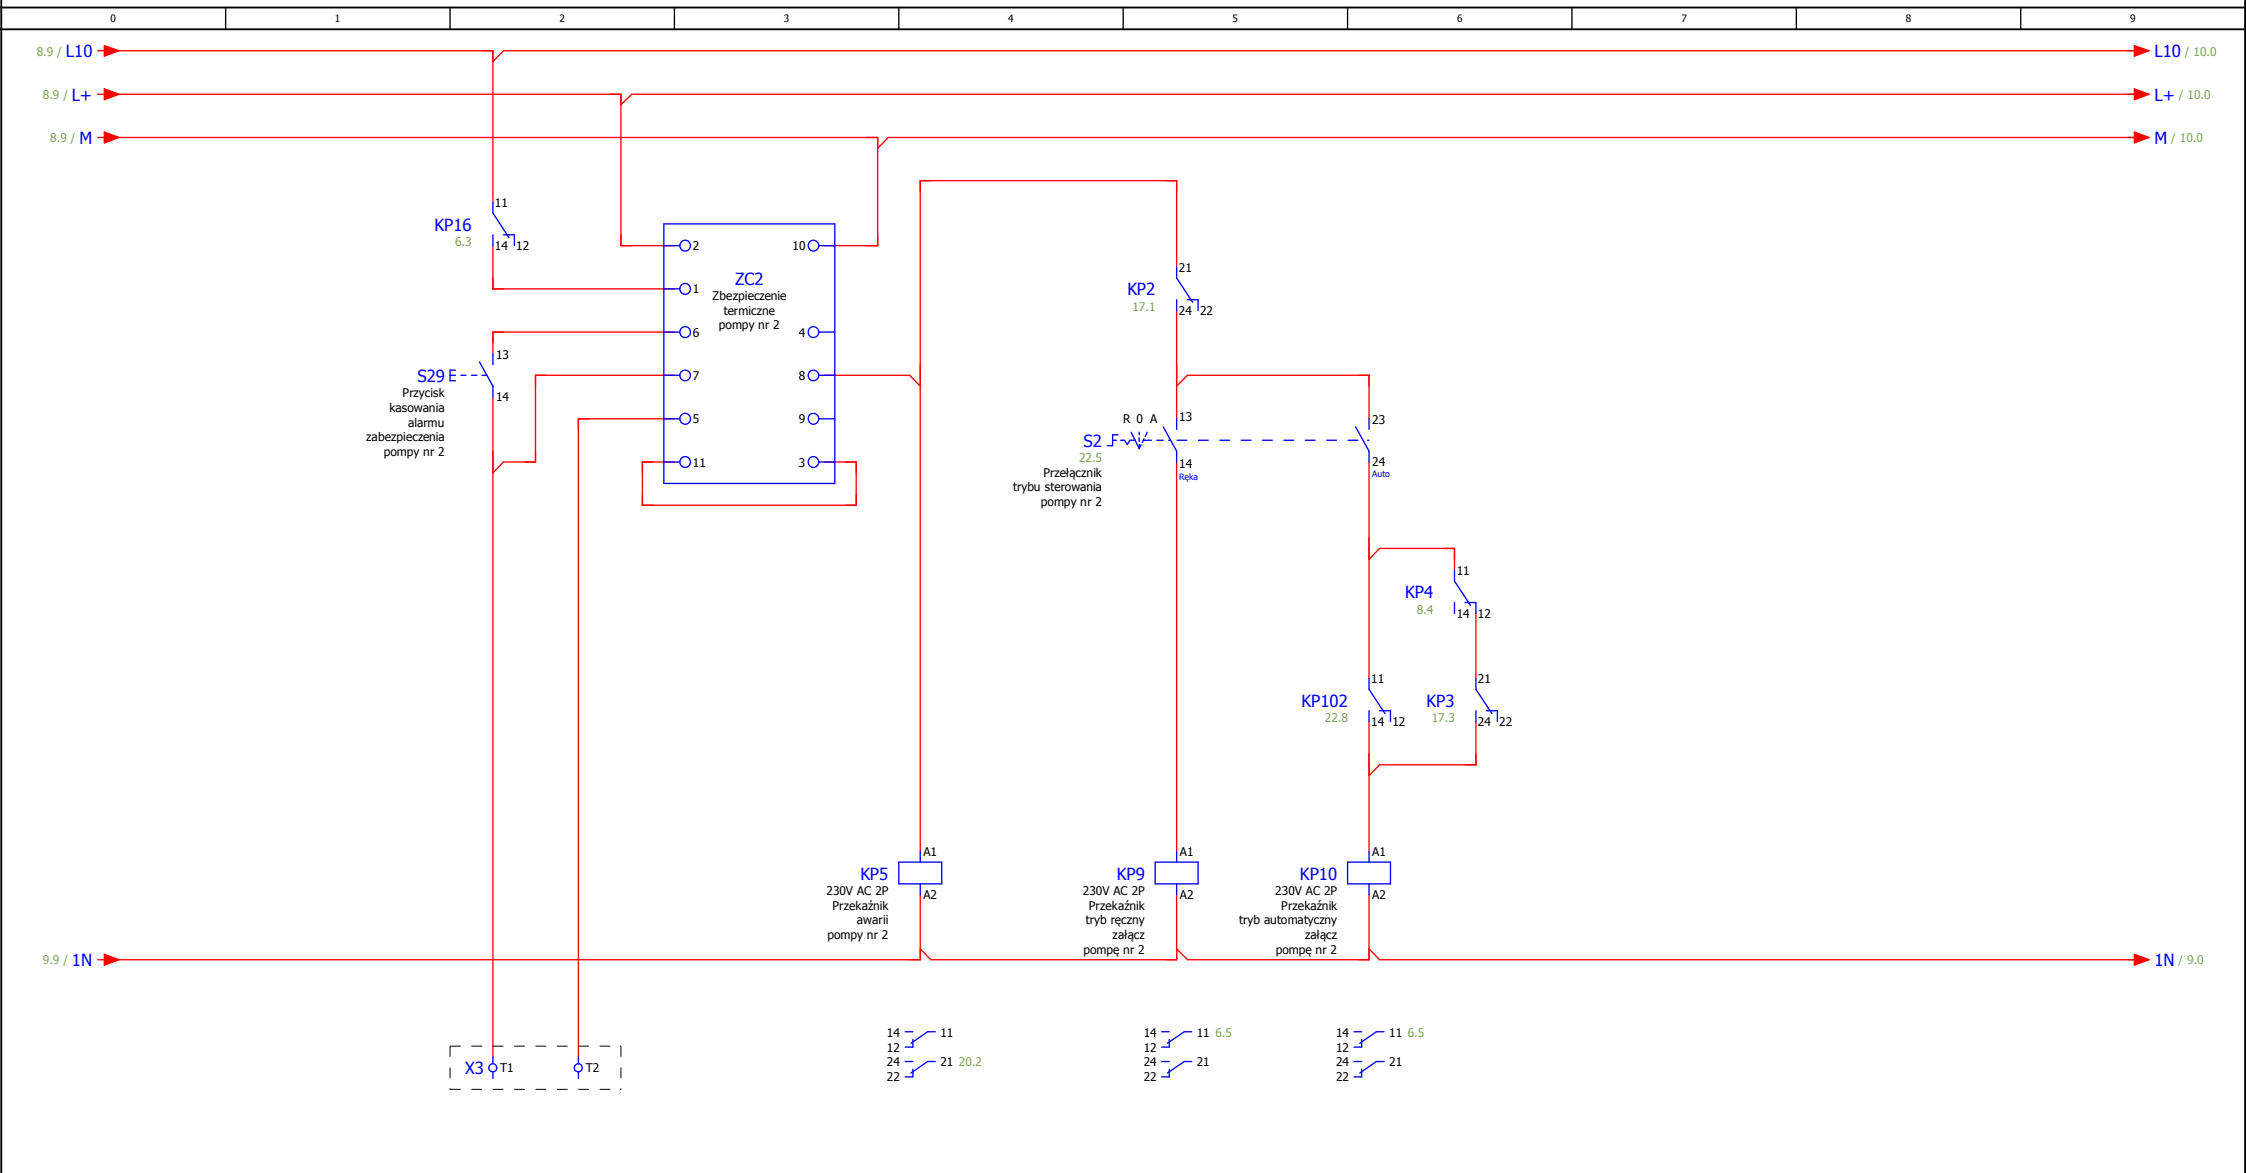 0 1 2 3 4 5 6 7 8 9
8.9 / L10
L10 / 10.0
8.9 / L+
L+ / 10.0
8.9 / M
M / 10.0
11
KP16
6.3
14 12
2
10
ZC2
Zbezpieczenie
termiczne
pompy nr 2
1
6
4
7
8
5
9
11
3
13
S29
14
Przycisk
kasowania
alarmu
zabezpieczenia
pompy nr 2
21
KP2
17.1
24 22
R 0 A
13
S2
22.5
14
Ręka
Przełącznik
trybu sterowania
pompy nr 2
23
24
Auto
11
KP4
8.4
14 12
11
KP102
22.8
14 12
21
KP3
17.3
24 22
A1
KP5
A2
230V AC 2P
Przekaźnik
awarii
pompy nr 2
A1
KP9
A2
230V AC 2P
Przekaźnik
tryb ręczny
załącz
pompę nr 2
A1
KP10
A2
230V AC 2P
Przekaźnik
tryb automatyczny
załącz
pompę nr 2
9.9 / 1N
1N / 9.0
X3 T1 T2
14 11
12
24 21 20.2
22
14 11 6.5
12
24 21
22
14 11 6.5
12
24 21
22